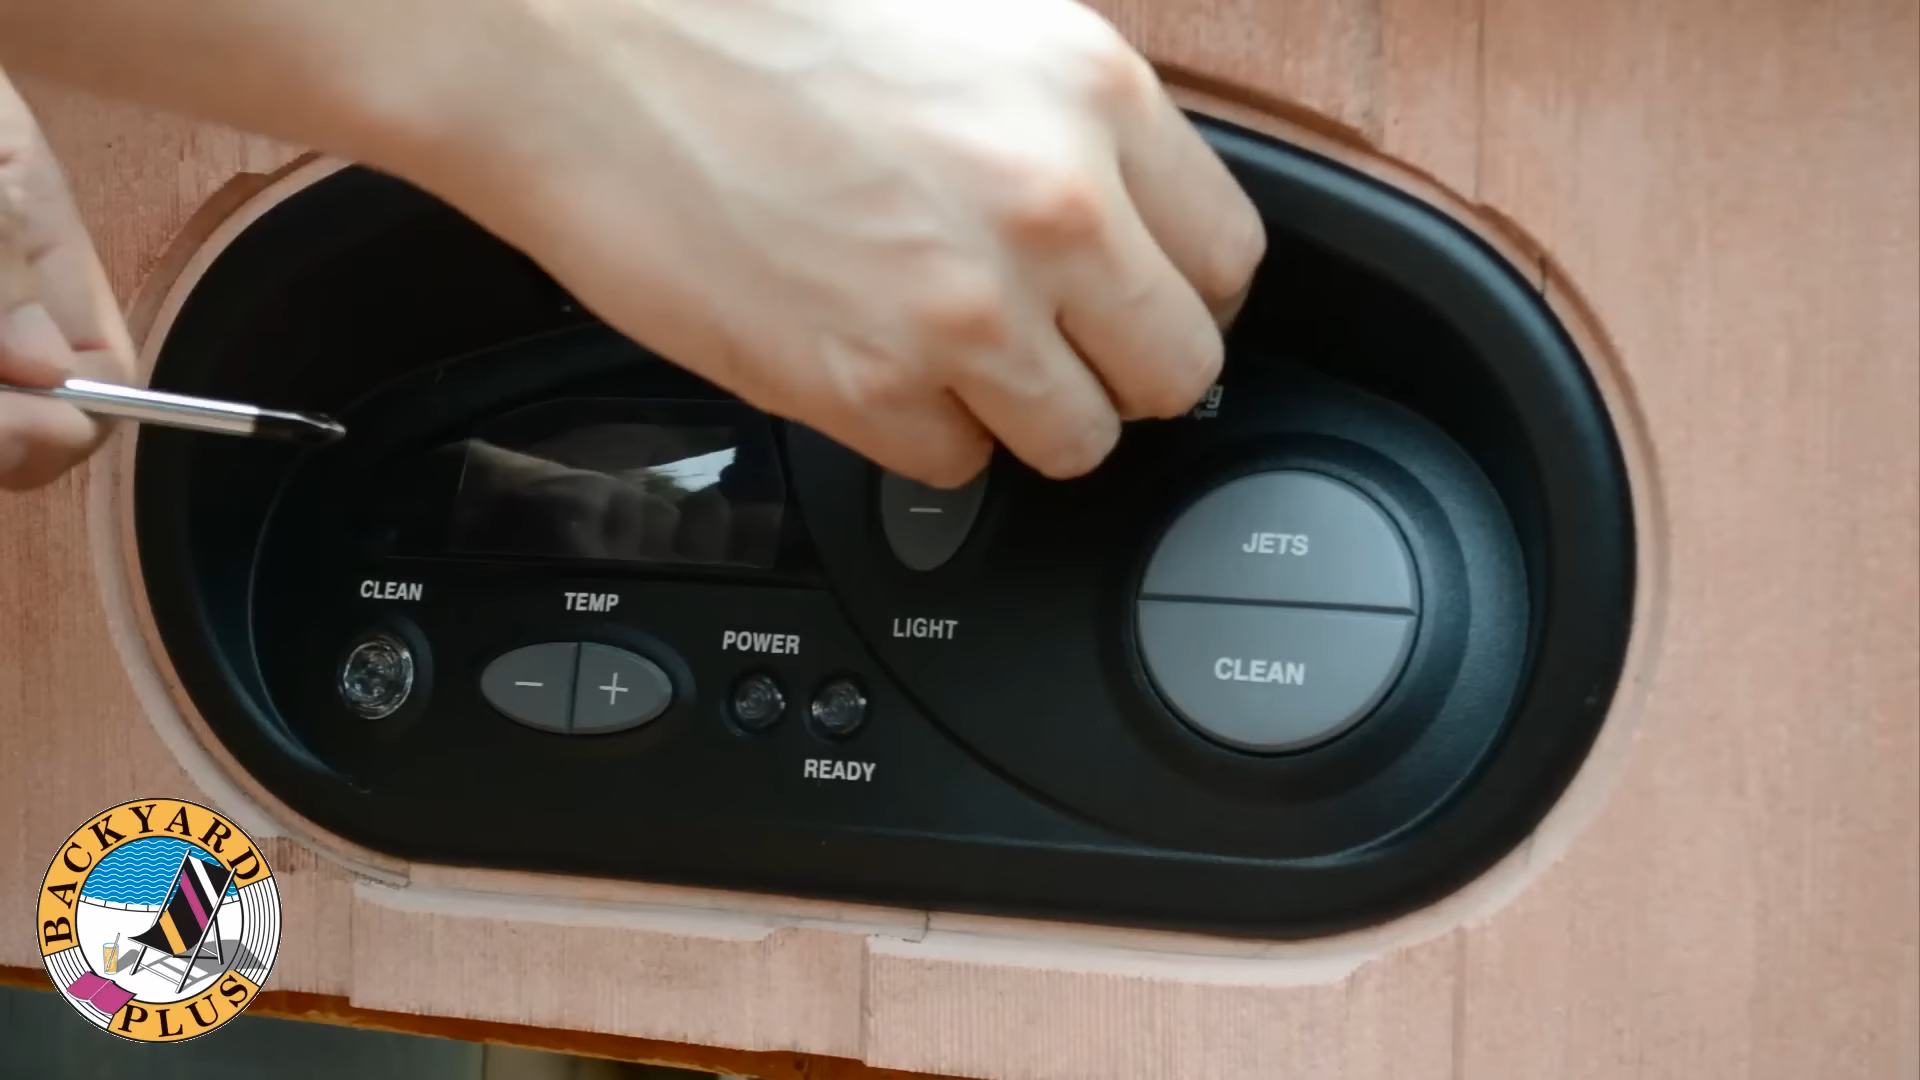 JETS
CLEAN
CLEAN
TEMP
LIGHT
POWER
− +
READY
BACKYARD
PLUS